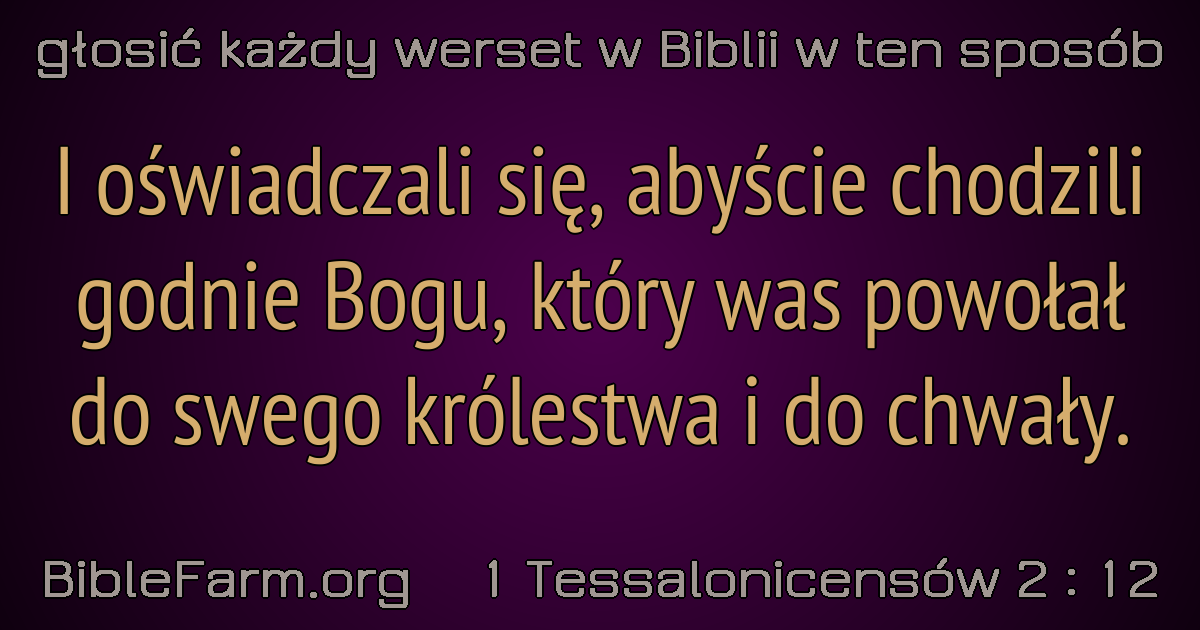 głosić każdy werset w Biblii w ten sposób
I oświadczali się, abyście chodzili
godnie Bogu, który was powołał
do swego królestwa i do chwały.
BibleFarm.org 1 Tessalonicensów 2 : 12